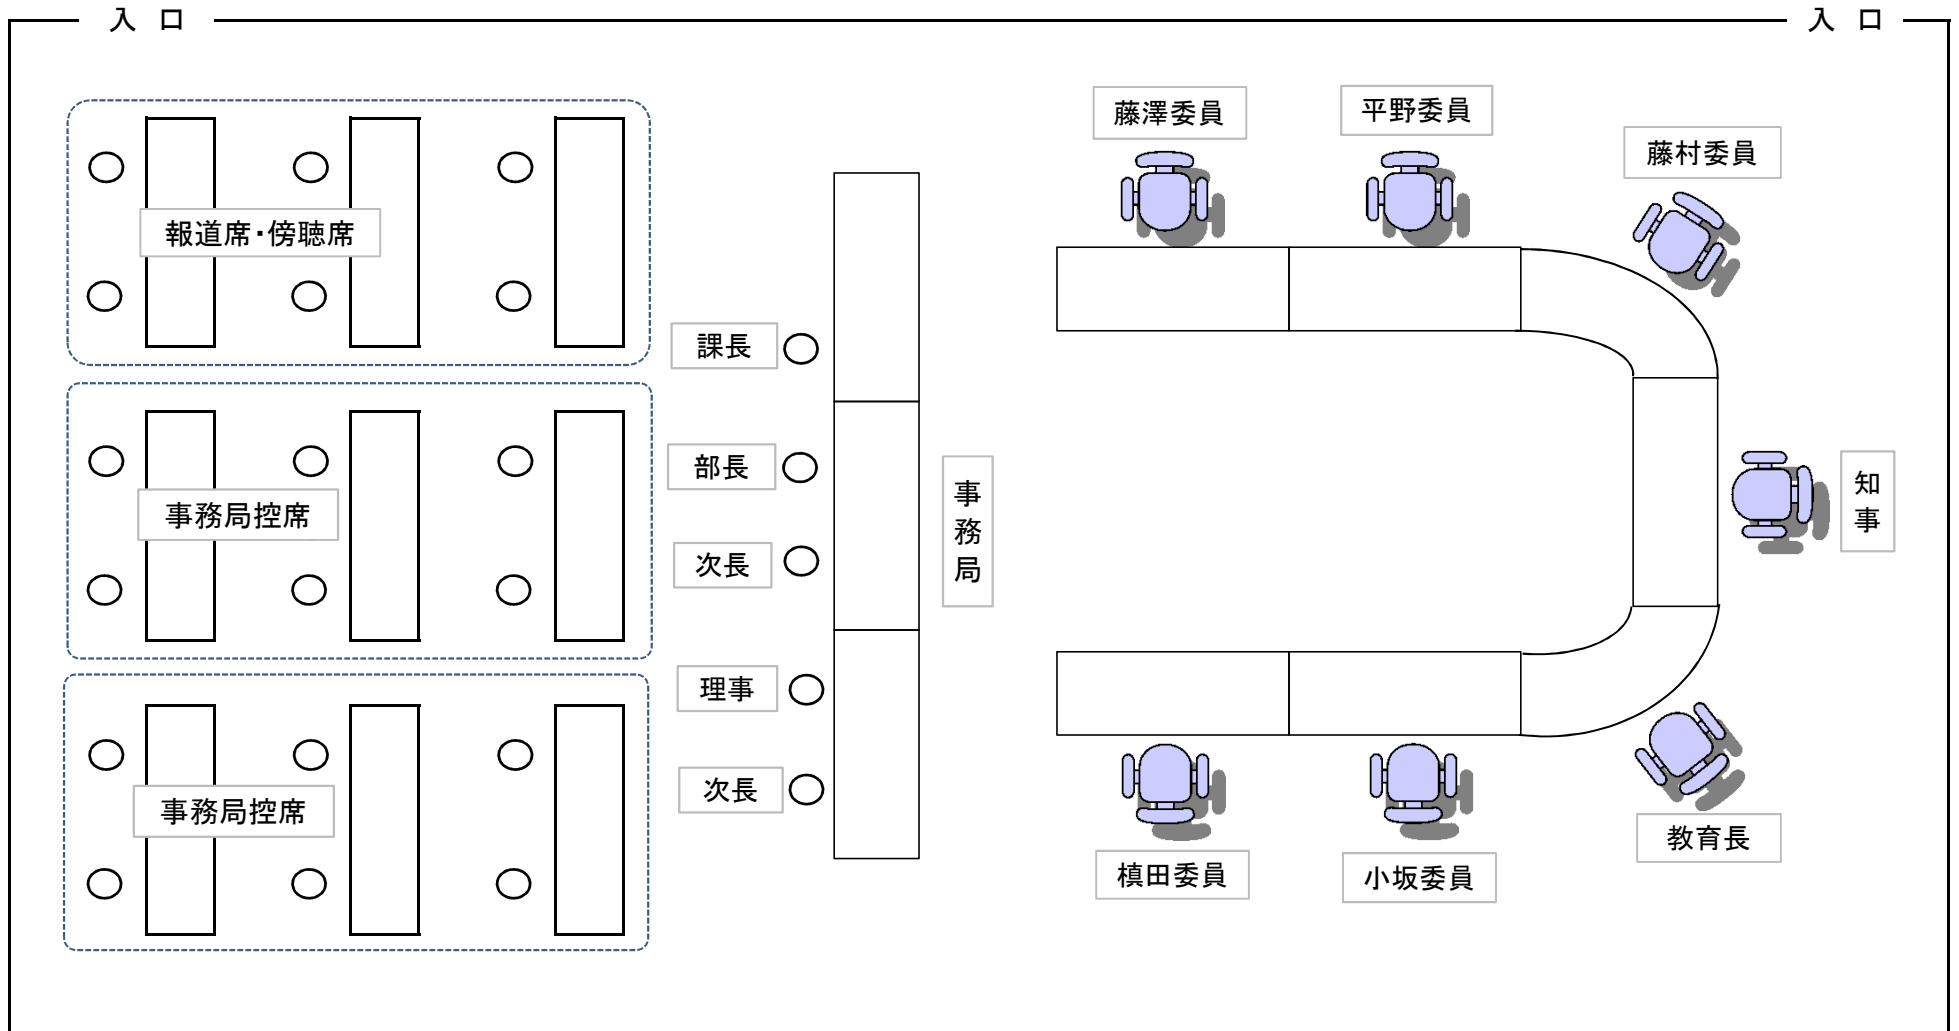 入 口
入 口
藤澤委員
平野委員
藤村委員
報道席・傍聴席
課長
部長
事務局控席
次長
事務局
知事
理事
次長
事務局控席
教育長
槙田委員
小坂委員